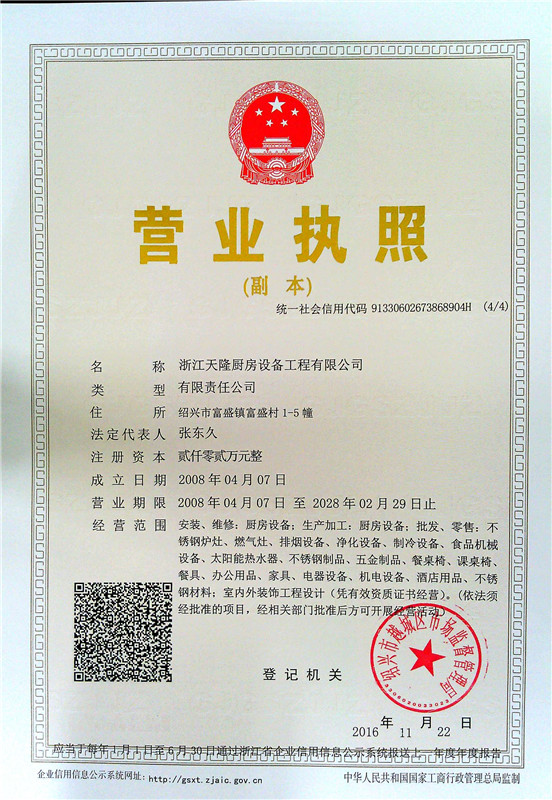 营业执照
(副 本)
统一社会信用代码 91330602673868904H (4/4)
名 称 浙江天隆厨房设备工程有限公司
类 型 有限责任公司
住 所 绍兴市富盛镇富盛村1-5幢
法定代表人 张东久
注册资本 贰仟零贰万元整
成立日期 2008年04月07日
营业期限 2008年04月07日 至 2028年02月29日止
经营范围 安装、维修：厨房设备；生产加工：厨房设备；批发、零售：不
锈钢炉灶、燃气灶、排烟设备、净化设备、制冷设备、食品机械
设备、太阳能热水器、不锈钢制品、五金制品、餐桌椅、课桌椅、
餐具、办公用品、家具、电器设备、机电设备、酒店用品、不锈
钢材料；室内外装饰工程设计（凭有效资质证书经营）。(依法须
经批准的项目，经相关部门批准后方可开展经营活动)
绍兴市越城区市场监督管理局
登记机关
2016年 11月 22日
应当于每年1月1日至6月30日通过浙江省企业信用信息公示系统报送上一年度年度报告
企业信用信息公示系统网址：http://gsxt.zjaic.gov.cn
中华人民共和国国家工商行政管理总局监制